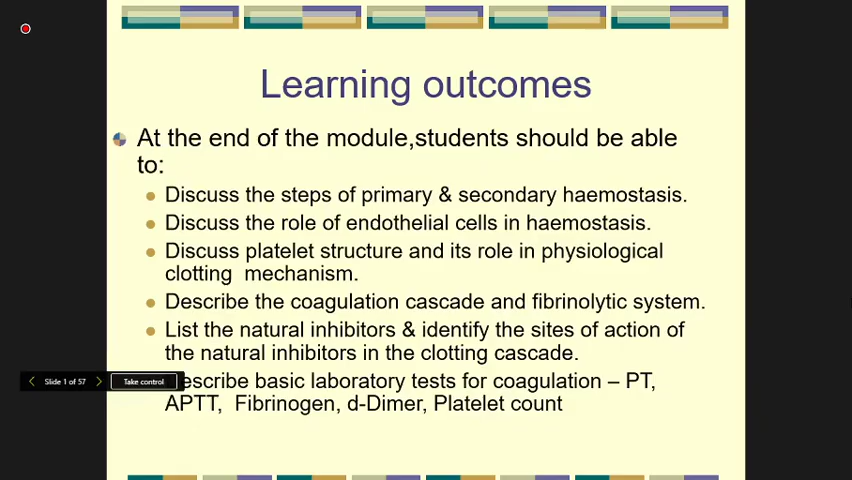 Learning outcomes
At the end of the module,students should be able
to:
Discuss the steps of primary & secondary haemostasis.
Discuss the role of endothelial cells in haemostasis.
Discuss platelet structure and its role in physiological
clotting mechanism.
Describe the coagulation cascade and fibrinolytic system.
List the natural inhibitors & identify the sites of action of
the natural inhibitors in the clotting cascade.
Slide 1 of 57
Take control
escribe basic laboratory tests for coagulation – PT,
APTT, Fibrinogen, d-Dimer, Platelet count